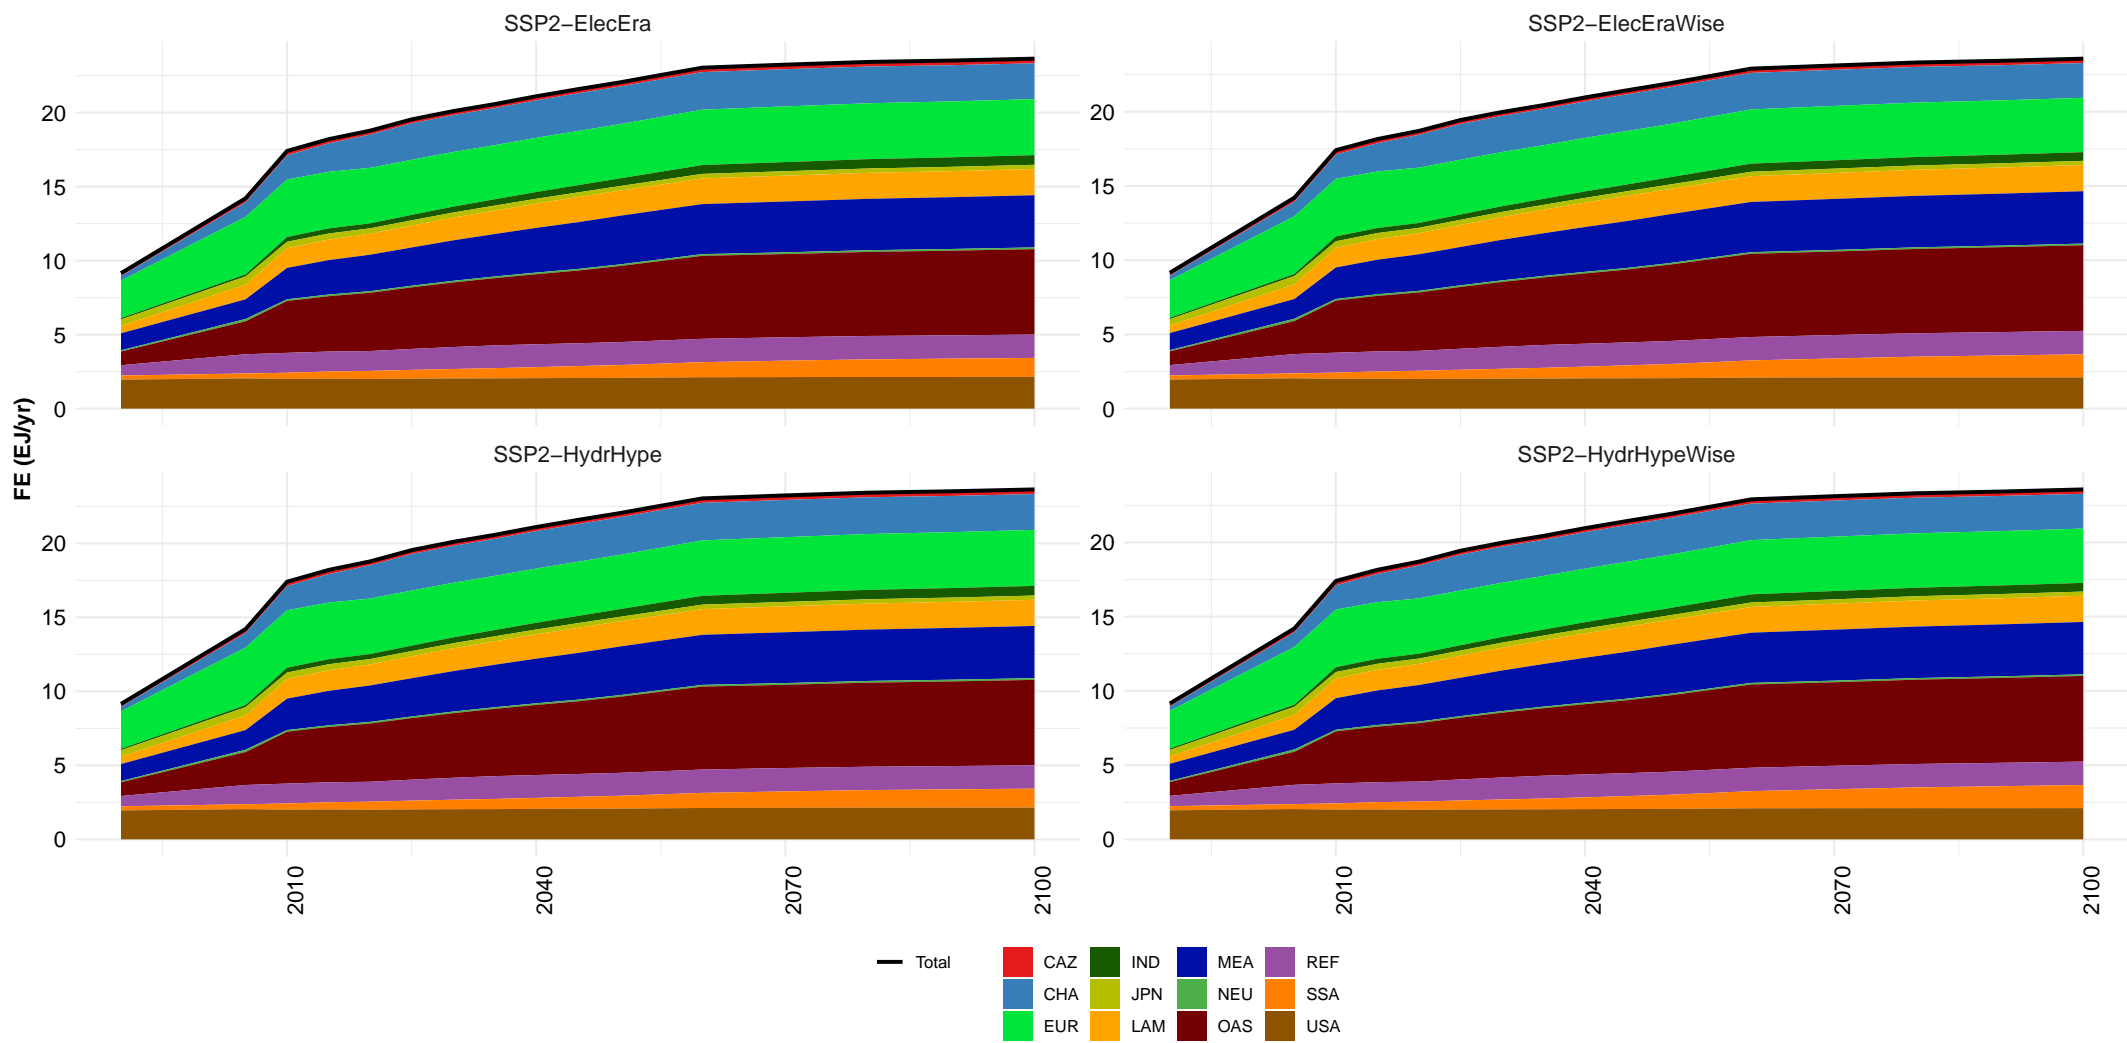 SSP2−ElecEra
SSP2−ElecEraWise
20
15
10
5
0
20
15
10
5
0
FE (EJ/yr)
SSP2−HydrHype
SSP2−HydrHypeWise
20
15
10
5
0
20
15
10
5
0
2010
2040
2070
2100
2010
2040
2070
2100
Total
CAZ
IND
MEA
REF
CHA
JPN
NEU
SSA
EUR
LAM
OAS
USA